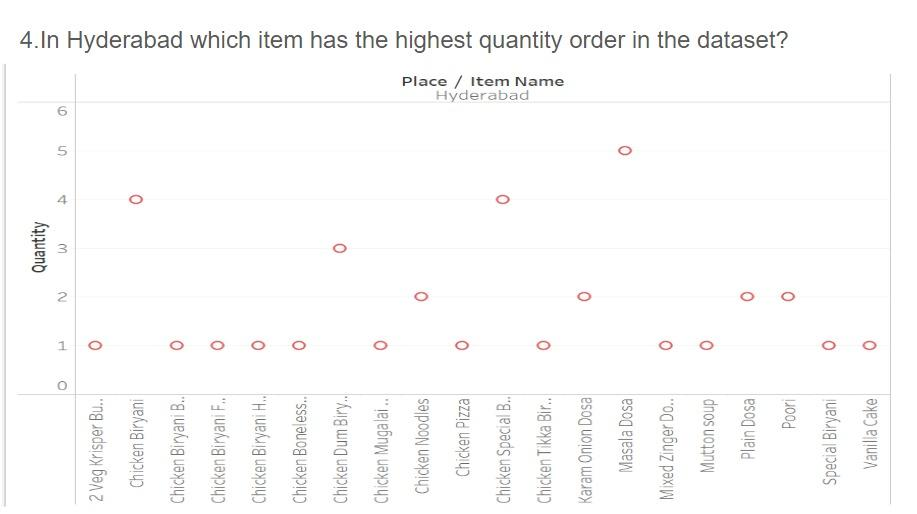 4.In Hyderabad which item has the highest quantity order in the dataset?
Place / Item Name
Hyderabad
Quantity
6
5
4
3
2
1
0
2 Veg Krisper Bu..
Chicken Biryani
Chicken Biryani B..
Chicken Biryani F..
Chicken Biryani H..
Chicken Boneless..
Chicken Dum Biry..
Chicken Mugalai ..
Chicken Noodles
Chicken Pizza
Chicken Special B..
Chicken Tikka Bir..
Karam Onion Dosa
Masala Dosa
Mixed Zinger Do..
Mutton soup
Plain Dosa
Poori
Special Biryani
Vanilla Cake